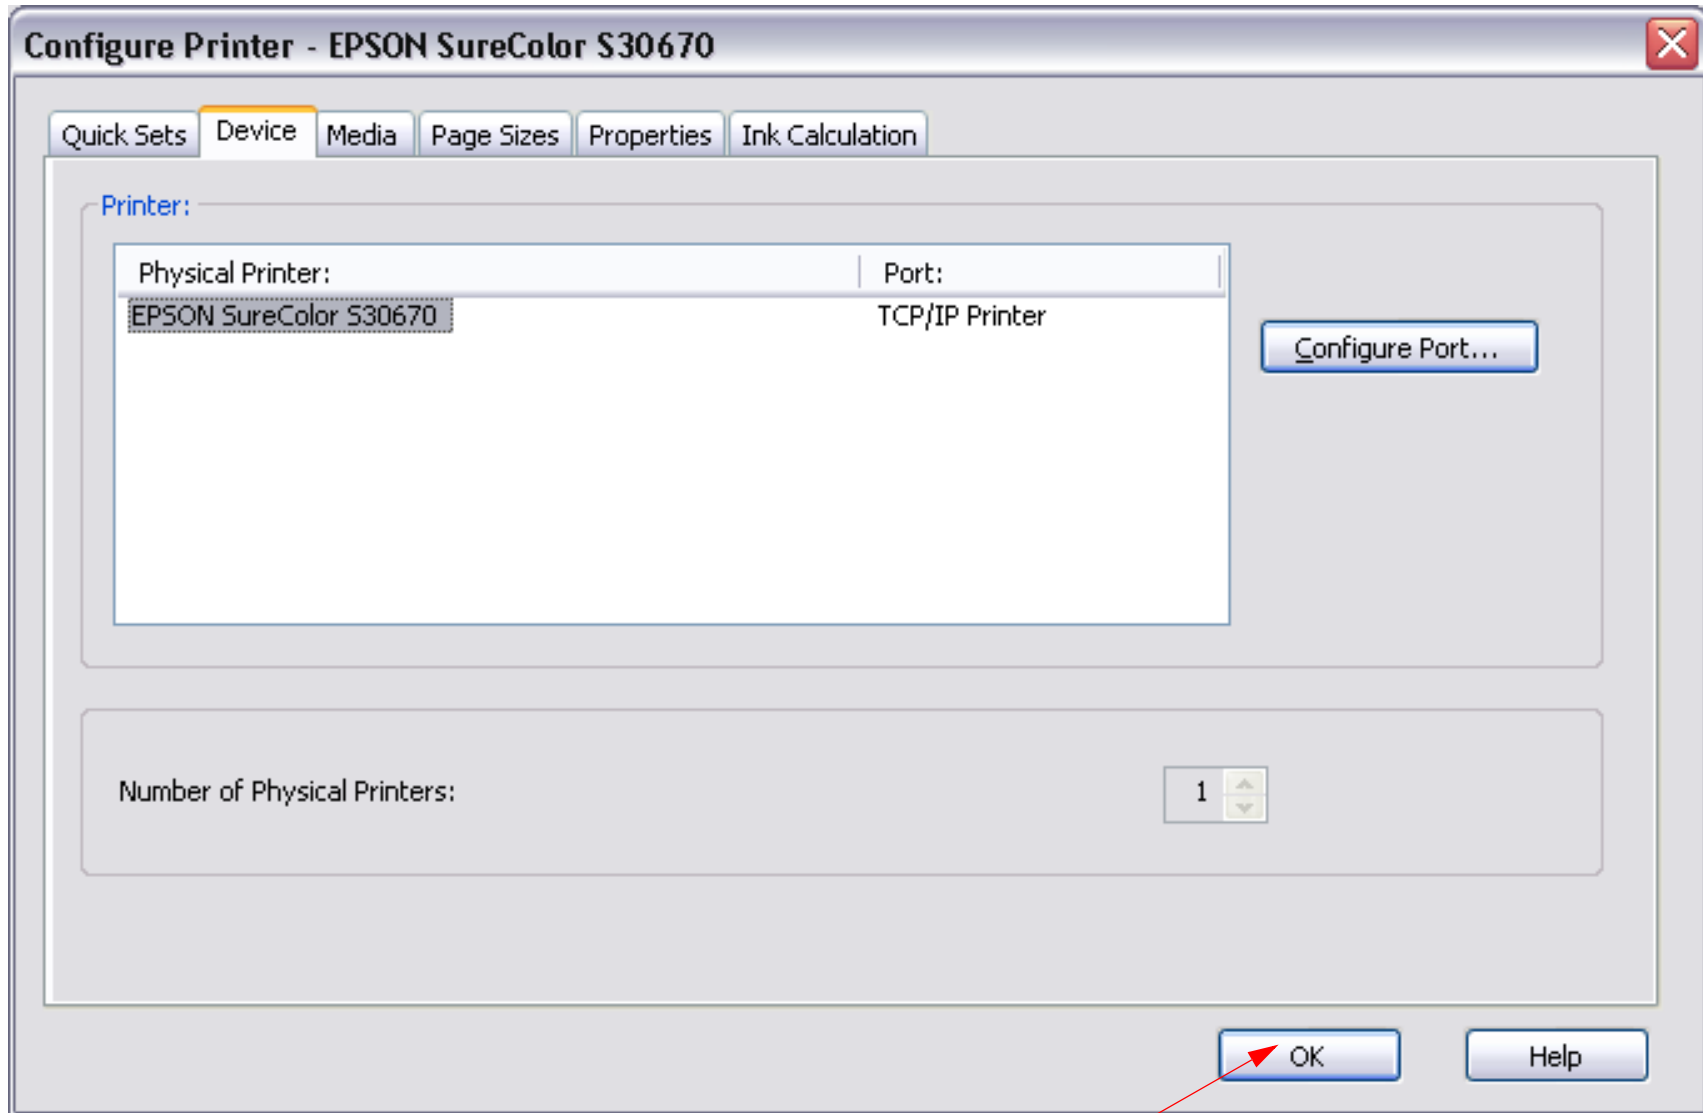 Configure Printer - EPSON SureColor S30670
Quick Sets Device Media Page Sizes Properties Ink Calculation
Printer:
Physical Printer: Port:
EPSON SureColor S30670 TCP/IP Printer
Configure Port...
Number of Physical Printers: 1
OK Help